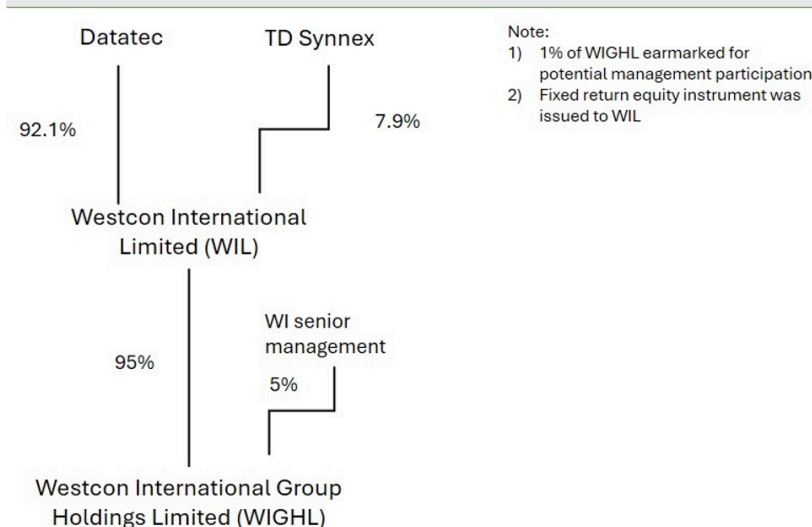 Datatec
TD Synnex
Note:
1) 1% of WIGHL earmarked for
potential management participation
2) Fixed return equity instrument was
issued to WIL
92.1%
7.9%
Westcon International
Limited (WIL)
WI senior
management
95%
5%
Westcon International Group
Holdings Limited (WIGHL)